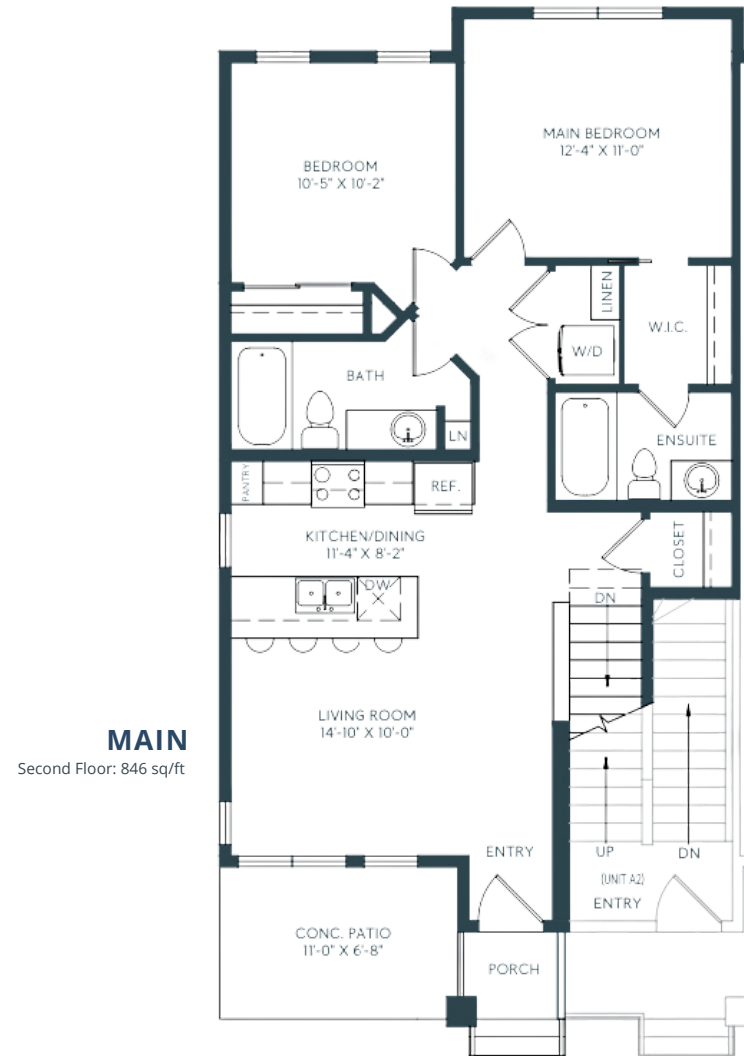 MAIN BEDROOM
12'-4" X 11'-0"
BEDROOM
10'-5" X 10'-2"
LINEN
W.I.C.
W/D
BATH
LN
ENSUITE
PANTRY
REF.
KITCHEN/DINING
11'-4" X 8'-2"
CLOSET
DW
DN
LIVING ROOM
14'-10" X 10'-0"
MAIN
Second Floor: 846 sq/ft
ENTRY
UP
DN
(UNIT A2)
ENTRY
CONC. PATIO
11'-0" X 6'-8"
PORCH